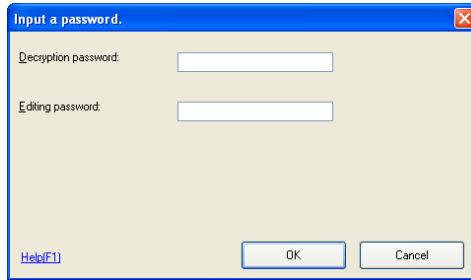 Input a password.
Decryption password:
Editing password:
Help(F1)
OK Cancel